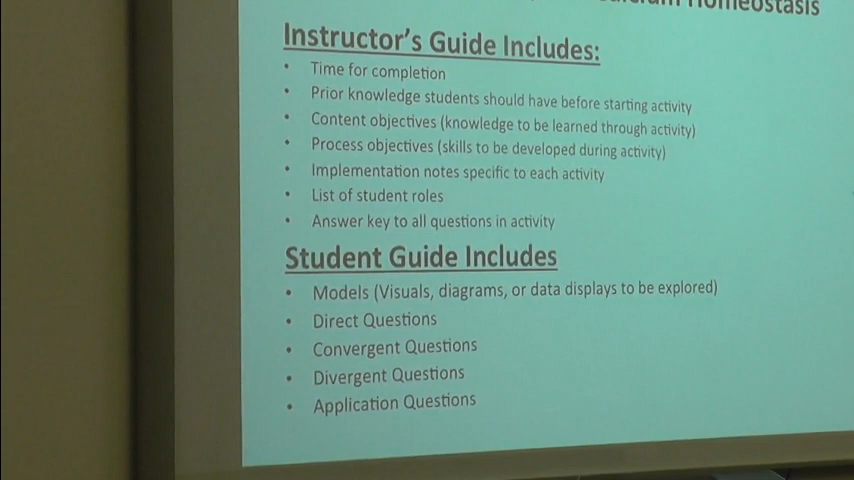 Homeostasis
Instructor's Guide Includes:
• Time for completion
• Prior knowledge students should have before starting activity
• Content objectives (knowledge to be learned through activity)
• Process objectives (skills to be developed during activity)
• Implementation notes specific to each activity
• List of student roles
• Answer key to all questions in activity
Student Guide Includes
• Models (Visuals, diagrams, or data displays to be explored)
• Direct Questions
• Convergent Questions
• Divergent Questions
• Application Questions